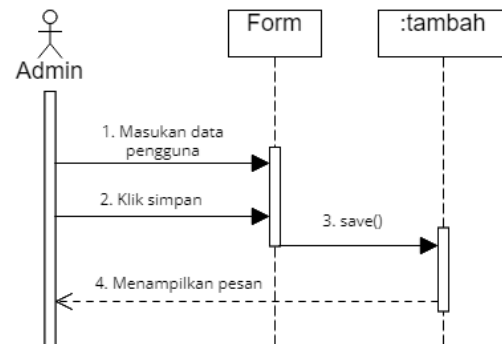 Form
:tambah
Admin
1. Masukan data
pengguna
2. Klik simpan
3. save()
4. Menampilkan pesan